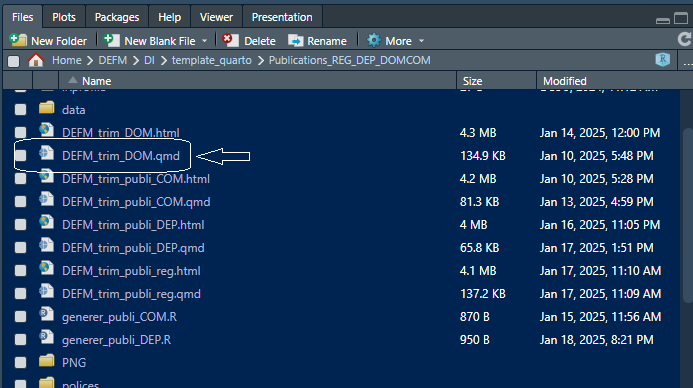 Files Plots Packages Help Viewer Presentation
New Folder New Blank File Delete Rename More
Home DEFM DI template_quarto Publications_REG_DEP_DOMCOM ...
Name Size Modified
data
DEFM_trim_DOM.html 4.3 MB Jan 14, 2025, 12:00 PM
DEFM_trim_DOM.qmd 134.9 KB Jan 10, 2025, 5:48 PM
DEFM_trim_publi_COM.html 4.2 MB Jan 10, 2025, 5:28 PM
DEFM_trim_publi_COM.qmd 81.3 KB Jan 13, 2025, 4:59 PM
DEFM_trim_publi_DEP.html 4 MB Jan 16, 2025, 11:05 PM
DEFM_trim_publi_DEP.qmd 65.8 KB Jan 17, 2025, 1:51 PM
DEFM_trim_publi_reg.html 4.1 MB Jan 17, 2025, 11:10 AM
DEFM_trim_publi_reg.qmd 137.2 KB Jan 17, 2025, 11:09 AM
generer_publi_COM.R 870 B Jan 15, 2025, 11:56 AM
generer_publi_DEP.R 950 B Jan 18, 2025, 8:21 PM
PNG
polices